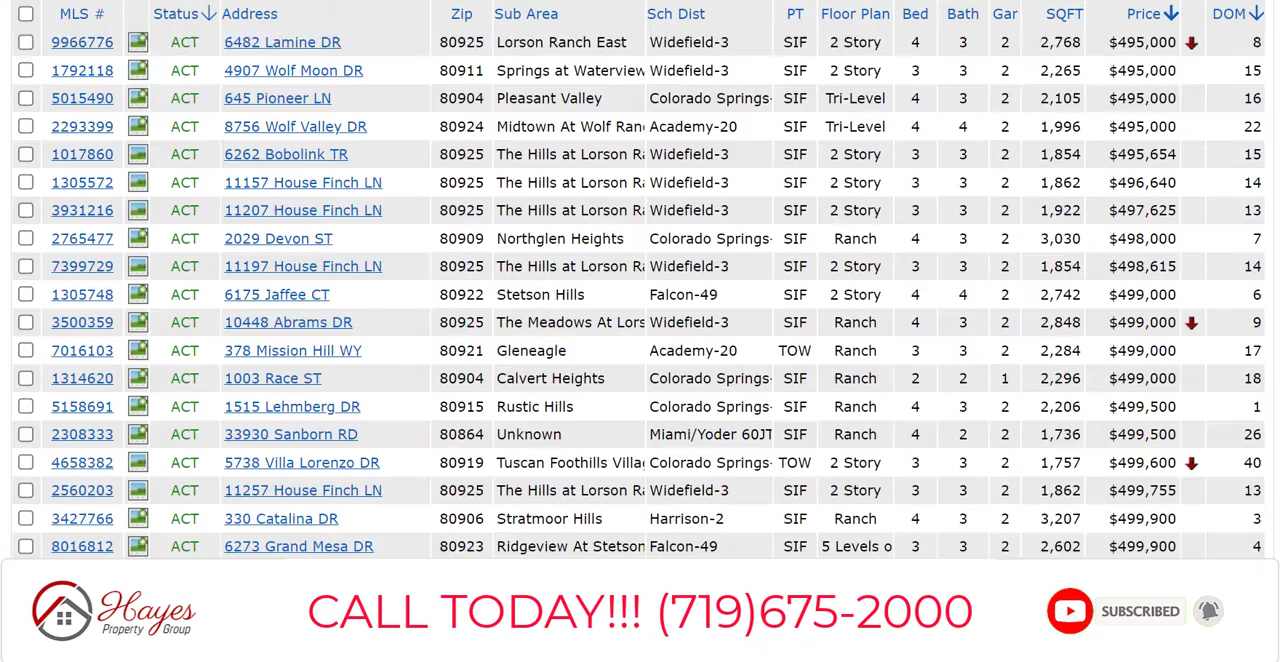 MLS # Status Address Zip Sub Area Sch Dist PT Floor Plan Bed Bath Gar SQFT Price DOM
9966776 ACT 6482 Lamine DR 80925 Lorson Ranch East Widefield-3 SIF 2 Story 4 3 2 2,768 $495,000 8
1792118 ACT 4907 Wolf Moon DR 80911 Springs at Waterview Widefield-3 SIF 2 Story 3 3 2 2,265 $495,000 15
5015490 ACT 645 Pioneer LN 80904 Pleasant Valley Colorado Springs- SIF Tri-Level 4 3 2 2,105 $495,000 16
2293399 ACT 8756 Wolf Valley DR 80924 Midtown At Wolf Ran Academy-20 SIF Tri-Level 4 4 2 1,996 $495,000 22
1017860 ACT 6262 Bobolink TR 80925 The Hills at Lorson Ra Widefield-3 SIF 2 Story 3 3 2 1,854 $495,654 15
1305572 ACT 11157 House Finch LN 80925 The Hills at Lorson Ra Widefield-3 SIF 2 Story 3 3 2 1,862 $496,640 14
3931216 ACT 11207 House Finch LN 80925 The Hills at Lorson Ra Widefield-3 SIF 2 Story 3 3 2 1,922 $497,625 13
2765477 ACT 2029 Devon ST 80909 Northglen Heights Colorado Springs- SIF Ranch 4 3 2 3,030 $498,000 7
7399729 ACT 11197 House Finch LN 80925 The Hills at Lorson Ra Widefield-3 SIF 2 Story 3 3 2 1,854 $498,615 14
1305748 ACT 6175 Jaffee CT 80922 Stetson Hills Falcon-49 SIF 2 Story 4 4 2 2,742 $499,000 6
3500359 ACT 10448 Abrams DR 80925 The Meadows At Lors Widefield-3 SIF Ranch 4 3 2 2,848 $499,000 9
7016103 ACT 378 Mission Hill WY 80921 Gleneagle Academy-20 TOW Ranch 3 3 2 2,284 $499,000 17
1314620 ACT 1003 Race ST 80904 Calvert Heights Colorado Springs- SIF Ranch 2 2 1 2,296 $499,000 18
5158691 ACT 1515 Lehmberg DR 80915 Rustic Hills Colorado Springs- SIF Ranch 4 3 2 2,206 $499,500 1
2308333 ACT 33930 Sanborn RD 80864 Unknown Miami/Yoder 60JT SIF Ranch 4 2 2 1,736 $499,500 26
4658382 ACT 5738 Villa Lorenzo DR 80919 Tuscan Foothills Villa Colorado Springs- TOW 2 Story 3 3 2 1,757 $499,600 40
2560203 ACT 11257 House Finch LN 80925 The Hills at Lorson Ra Widefield-3 SIF 2 Story 3 3 2 1,862 $499,755 13
3427766 ACT 330 Catalina DR 80906 Stratmoor Hills Harrison-2 SIF Ranch 4 3 2 3,207 $499,900 3
8016812 ACT 6273 Grand Mesa DR 80923 Ridgeview At Stetson Falcon-49 SIF 5 Levels o 3 3 2 2,602 $499,900 4
Hayes
Property Group
CALL TODAY!!! (719)675-2000
SUBSCRIBED